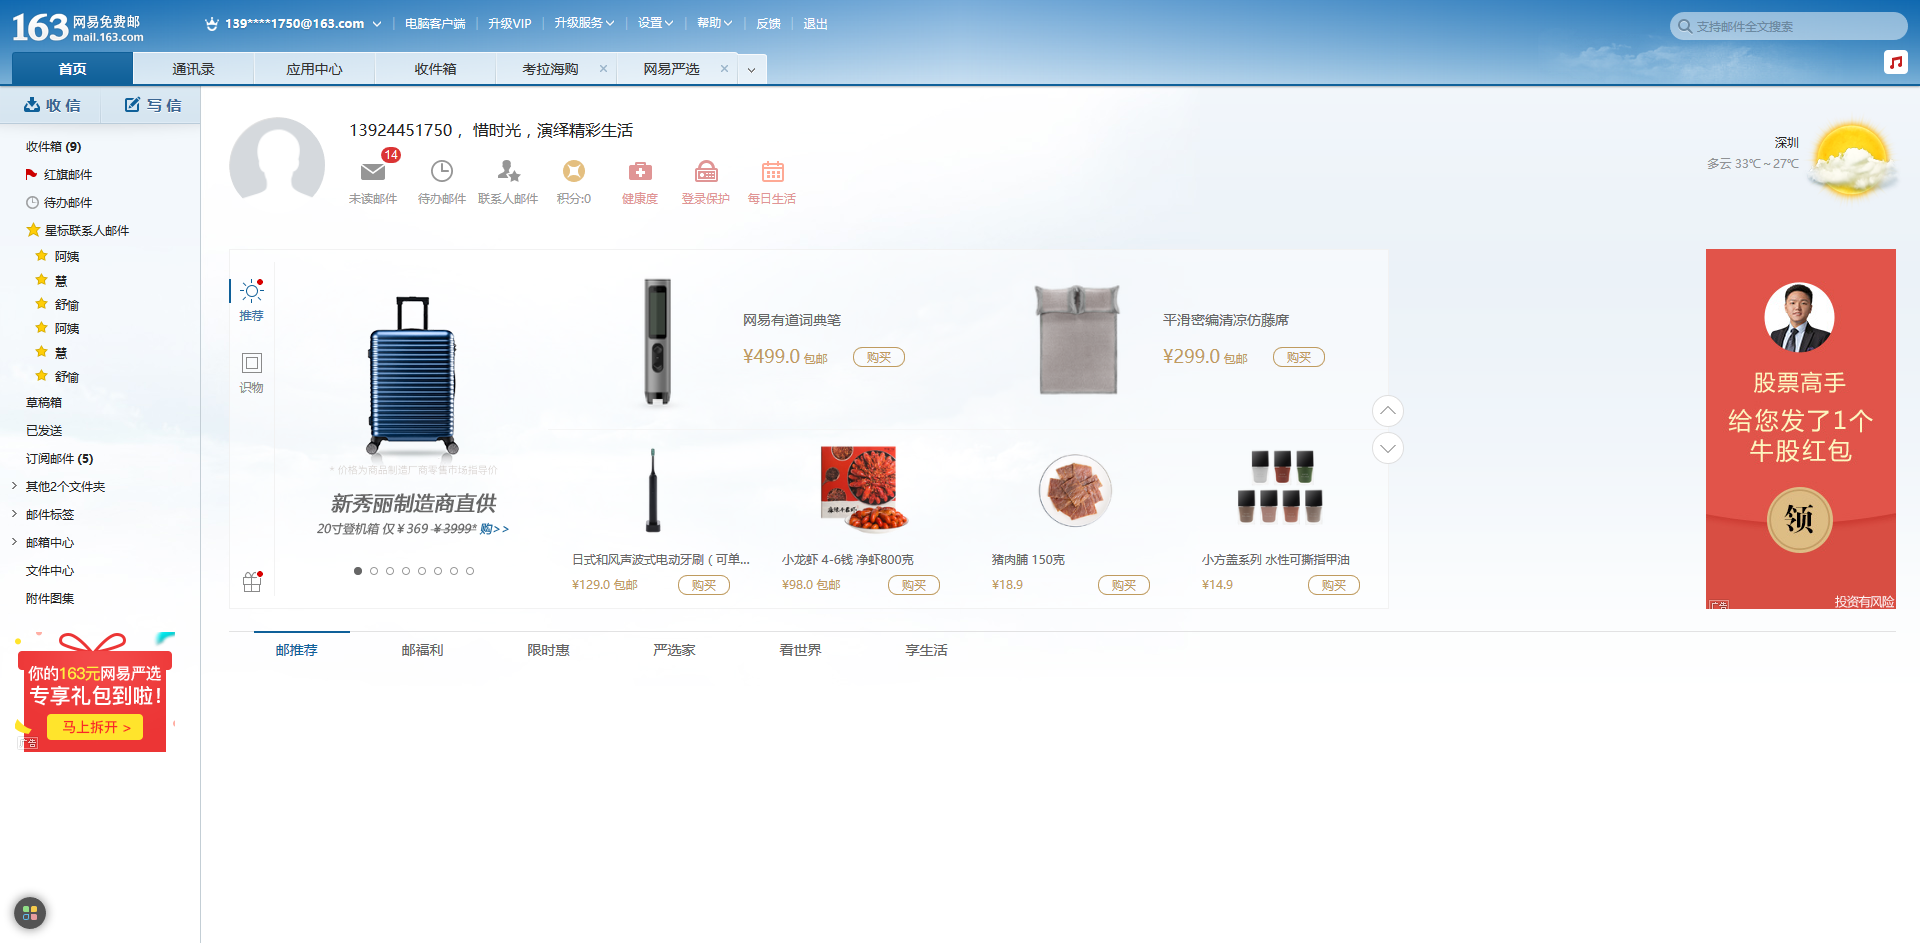 163 网易免费邮
mail.163.com
139****1750@163.com
电脑客户端
升级VIP
升级服务
设置
帮助
反馈
退出
支持邮件全文搜索
首页
通讯录
应用中心
收件箱
考拉海购 ×
网易严选 ×
收 信
写 信
13924451750， 惜时光，演绎精彩生活
14
未读邮件
待办邮件
联系人邮件
积分:0
健康度
登录保护
每日生活
深圳
多云 33℃~27℃
收件箱 (9)
红旗邮件
待办邮件
星标联系人邮件
阿姨
慧
舒愉
阿姨
慧
舒愉
草稿箱
已发送
订阅邮件 (5)
其他2个文件夹
邮件标签
邮箱中心
文件中心
附件图集
你的163元网易严选
专享礼包到啦！
马上拆开 >
广告
推荐
识物
* 价格为商品制造厂商零售市场指导价
新秀丽制造商直供
20寸登机箱 仅￥369 ￥3999* 购>>
网易有道词典笔
¥499.0 包邮
购买
平滑密编清凉仿藤席
¥299.0 包邮
购买
日式和风声波式电动牙刷（可单...
¥129.0 包邮
购买
小龙虾 4-6钱 净虾800克
¥98.0 包邮
购买
猪肉脯 150克
¥18.9
购买
小方盖系列 水性可撕指甲油
¥14.9
购买
股票高手
给您发了1个
牛股红包
领
广告
投资有风险
邮推荐
邮福利
限时惠
严选家
看世界
享生活